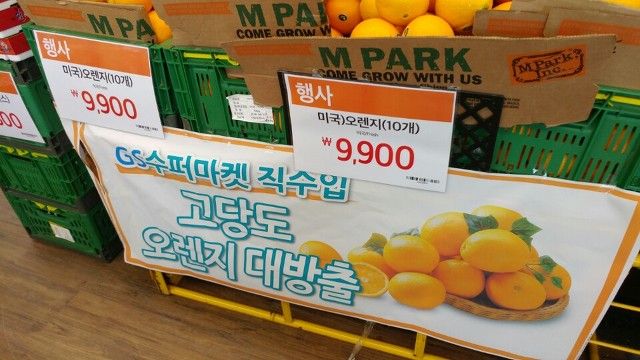 M PARK
COME GROW WITH US
M PARK
COME GROW WITH US
M Park
Inc.
행사
미국)오렌지(10개)
₩9,900
행사
미국)오렌지(10개)
₩9,900
00
GS수퍼마켓 직수입
고당도
오렌지 대방출